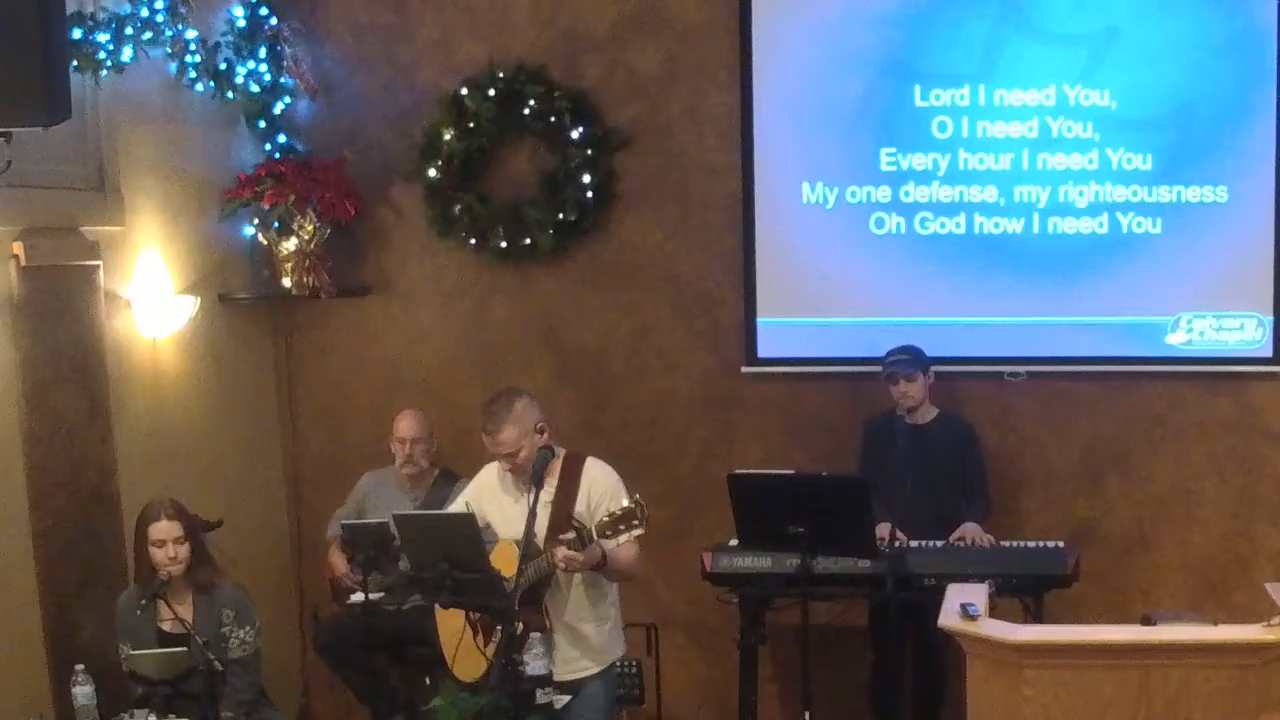 Lord I need You,
O I need You,
Every hour I need You
My one defense, my righteousness
Oh God how I need You
Calvary
Chapel
YAMAHA